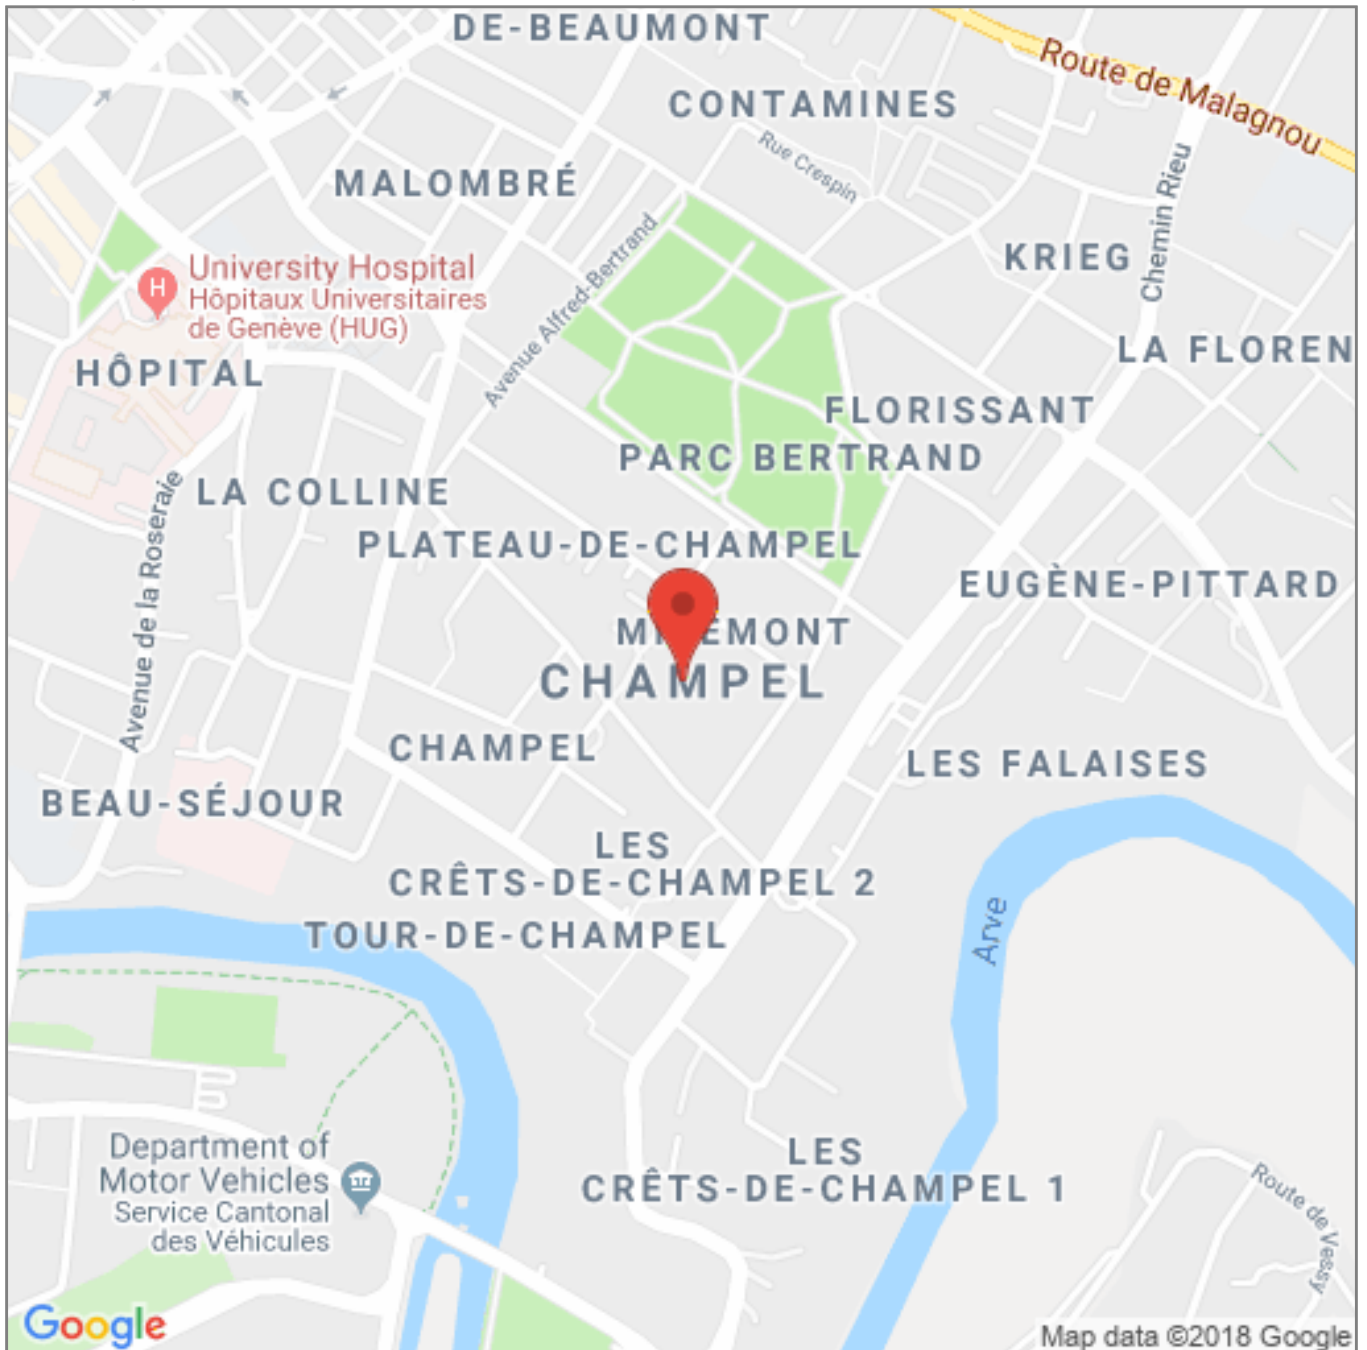 DE-BEAUMONT
Route de Malagnou
CONTAMINES
Rue Crespin
MALOMBRÉ
Chemin Rieu
Avenue Alfred-Bertrand
KRIEG
University Hospital
Hôpitaux Universitaires
de Genève (HUG)
H
HÔPITAL
LA FLOREN
FLORISSANT
PARC BERTRAND
LA COLLINE
Avenue de la Roseraie
PLATEAU-DE-CHAMPEL
EUGÈNE-PITTARD
M EMONT
CHAMPEL
CHAMPEL
LES FALAISES
BEAU-SÉJOUR
LES
CRÊTS-DE-CHAMPEL 2
TOUR-DE-CHAMPEL
Arve
Department of
Motor Vehicles
Service Cantonal
des Véhicules
LES
CRÊTS-DE-CHAMPEL 1
Route de Vessy
Google
Map data ©2018 Google